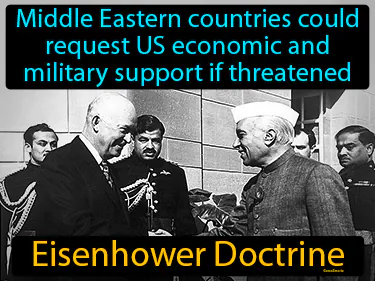 Middle Eastern countries could
request US economic and
military support if threatened
Eisenhower Doctrine